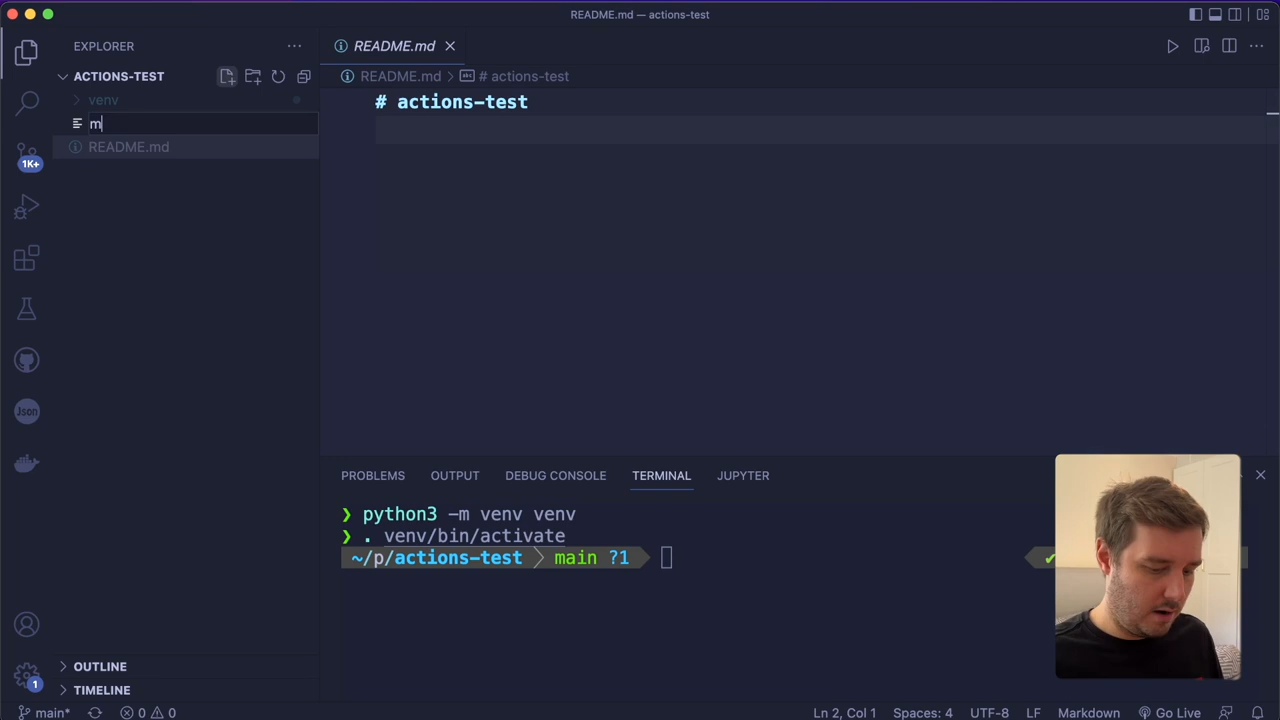 README.md — actions-test
EXPLORER
README.md
ACTIONS-TEST
README.md > # actions-test
venv
# actions-test
m
README.md
1K+
Json
PROBLEMS OUTPUT DEBUG CONSOLE TERMINAL JUPYTER
❯ python3 -m venv venv
❯ . venv/bin/activate
~/p/actions-test main ?1
✔
OUTLINE
1
TIMELINE
main* 0 0 Ln 2, Col 1 Spaces: 4 UTF-8 LF Markdown Go Live